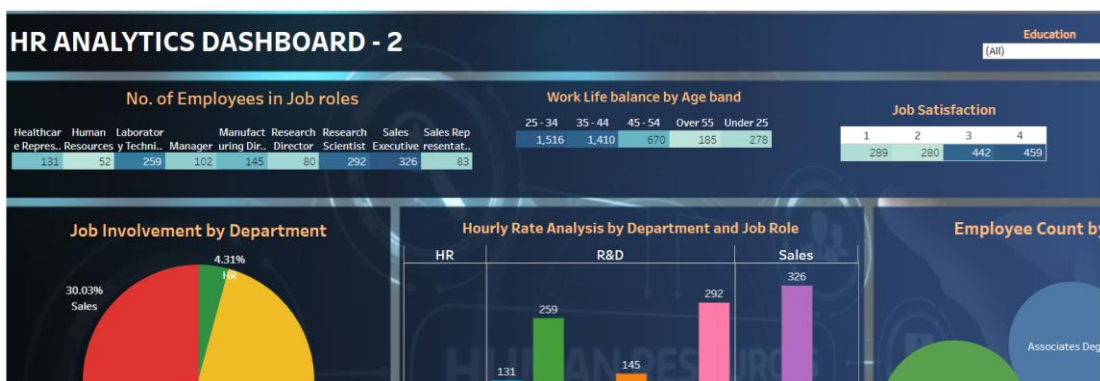 HR ANALYTICS DASHBOARD - 2
Education
(All)
No. of Employees in Job roles
Healthcar Human Laborator Manufact Research Research Sales Sales Rep
e Repres.. Resources y Techni.. Manager uring Dir.. Director Scientist Executive resentat..
131 52 259 102 145 80 292 326 83
Work Life balance by Age band
25 - 34 35 - 44 45 - 54 Over 55 Under 25
1,516 1,410 670 185 278
Job Satisfaction
1 2 3 4
289 280 442 459
Job Involvement by Department
4.31%
HR
30.03%
Sales
Hourly Rate Analysis by Department and Job Role
HR R&D Sales
326
292
259
145
131
HUMAN RESOURCES
Employee Count by
Associates Deg